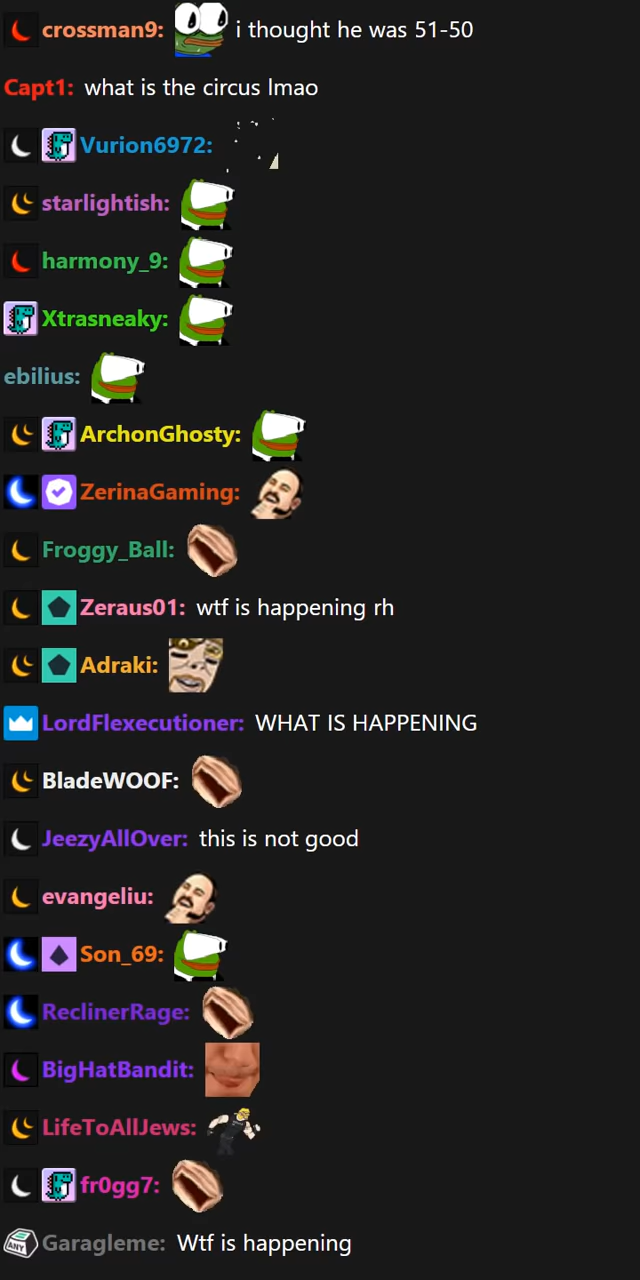 crossman9: i thought he was 51-50
Capt1: what is the circus lmao
Vurion6972:
starlightish:
harmony_9:
Xtrasneaky:
ebilius:
ArchonGhosty:
ZerinaGaming:
Froggy_Ball:
Zeraus01: wtf is happening rh
Adraki:
LordFlexecutioner: WHAT IS HAPPENING
BladeWOOF:
JeezyAllOver: this is not good
evangeliu:
Son_69:
ReclinerRage:
BigHatBandit:
LifeToAllJews:
fr0gg7:
ANY Garagleme: Wtf is happening